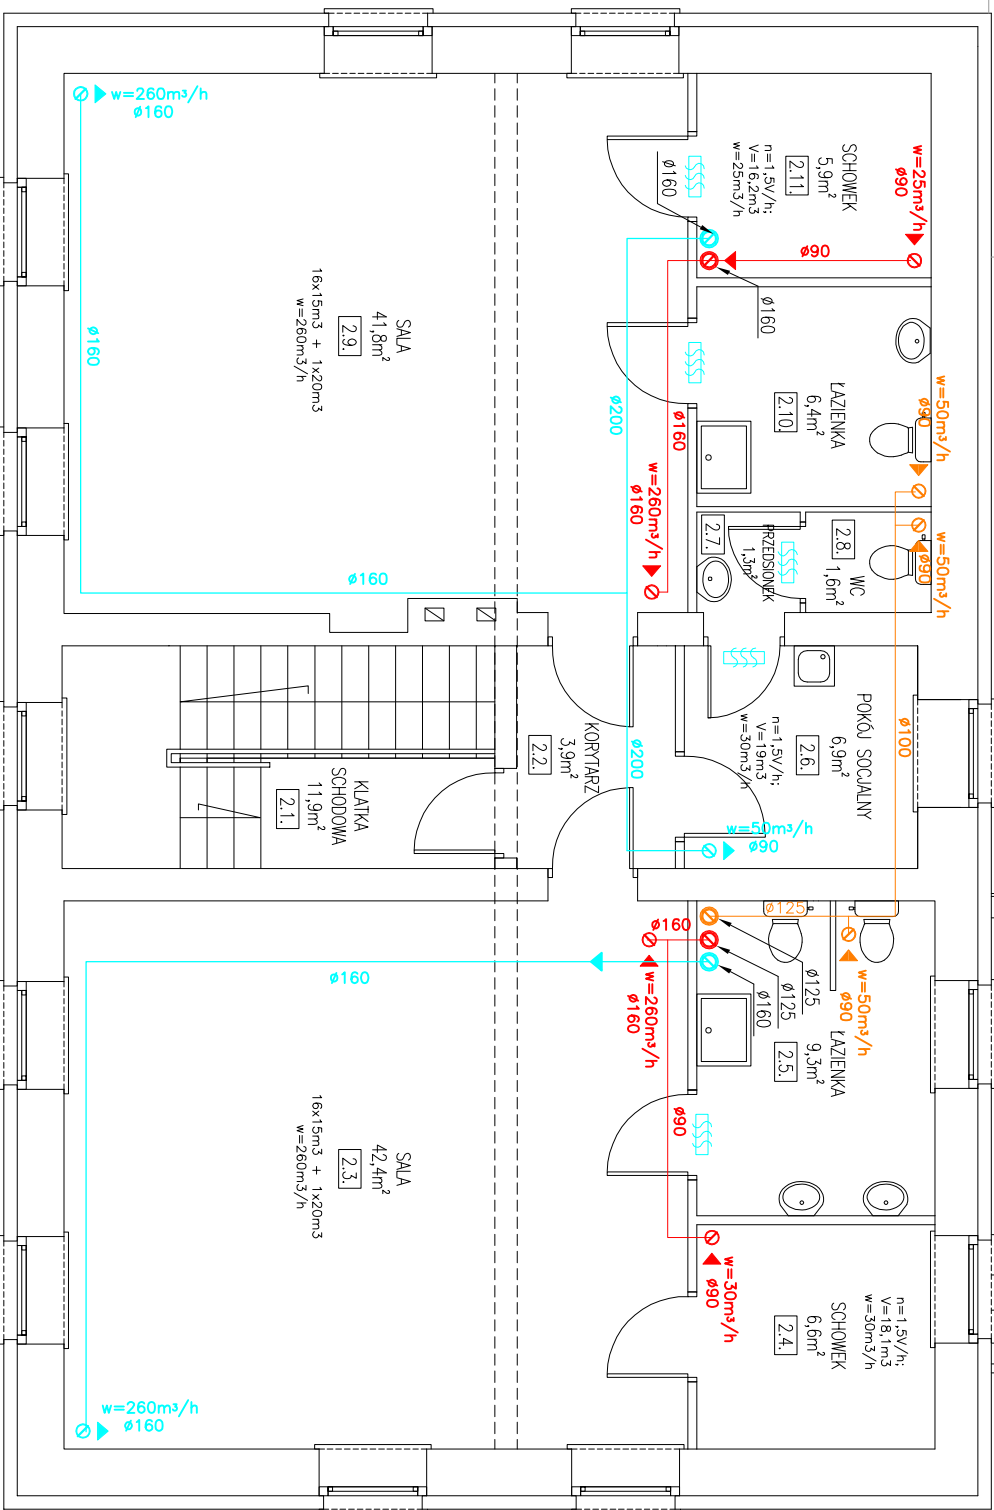 w=260m³/h
ø160
ø160
ø160
SALA
41,8m²
2.9.
16x15m3 + 1x20m3
w=260m3/h
SCHOWEK
5,9m²
2.11.
n=1,5V/h;
V=16,2m3
w=25m3/h
w=25m³/h
ø90
ø90
ø160
ø160
ø160
ø200
w=260m³/h
ø160
ŁAZIENKA
6,4m²
2.10.
w=50m³/h
ø90
w=50m³/h
ø90
WC
1,6m²
2.8.
PRZEDSIONEK
1,3m²
2.7.
POKÓJ SOCJALNY
6,9m²
2.6.
n=1,5V/h;
V=19m3
w=30m3/h
ø100
KORYTARZ
3,9m²
2.2.
ø200
w=50m³/h
ø90
KLATKA
SCHODOWA
11,9m²
2.1.
ø125
ø160
ø160
ø125
ø125
ø160
w=260m³/h
ø160
w=50m³/h
ø90
ŁAZIENKA
9,3m²
2.5.
ø90
SALA
42,4m²
2.3.
16x15m3 + 1x20m3
w=260m3/h
w=30m³/h
ø90
SCHOWEK
6,6m²
2.4.
n=1,5V/h;
V=18,1m3
w=30m3/h
w=260m³/h
ø160